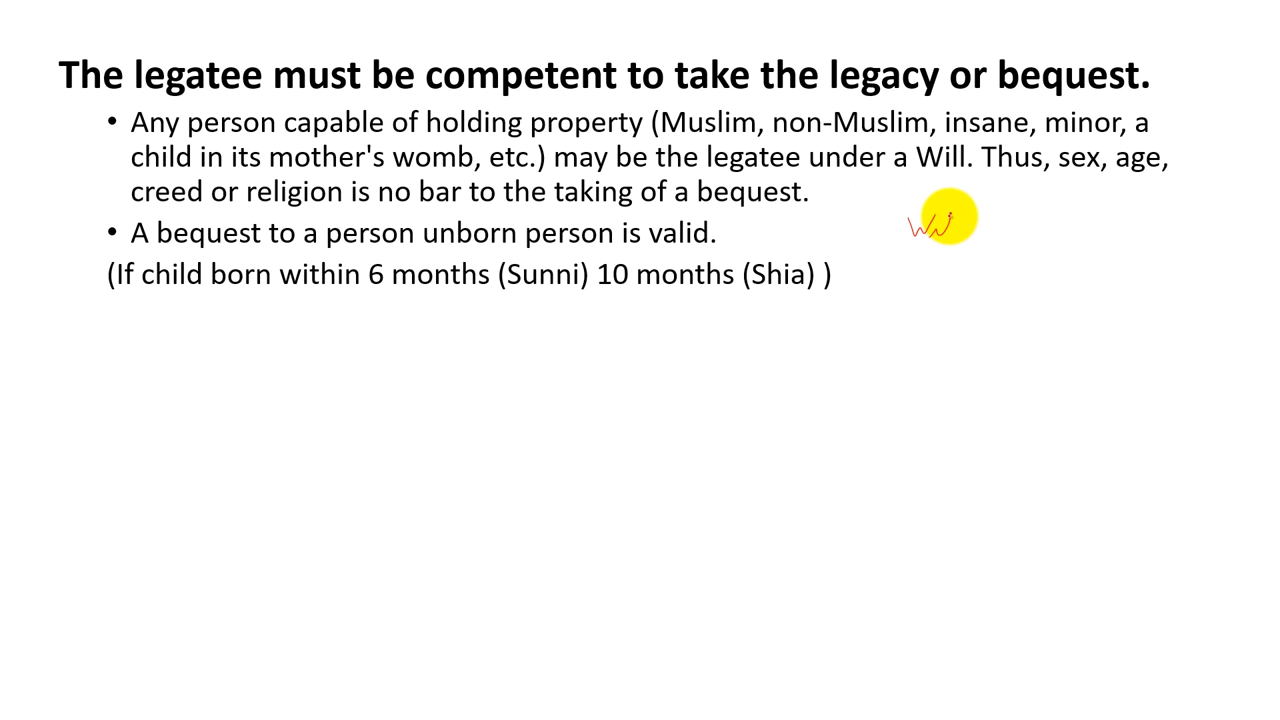 The legatee must be competent to take the legacy or bequest.
• Any person capable of holding property (Muslim, non-Muslim, insane, minor, a
child in its mother's womb, etc.) may be the legatee under a Will. Thus, sex, age,
creed or religion is no bar to the taking of a bequest.
• A bequest to a person unborn person is valid.
(If child born within 6 months (Sunni) 10 months (Shia) )